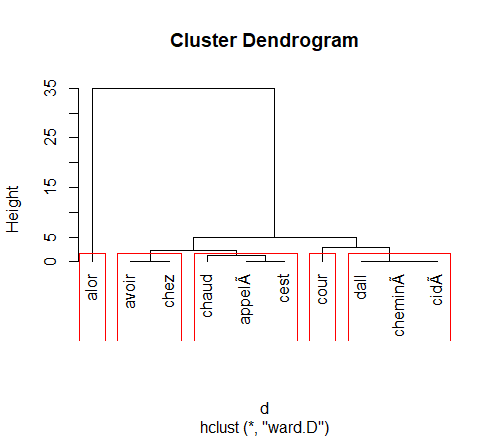 Cluster Dendrogram
Height
0
5
15
25
35
alor
avoir
chez
chaud
appelÃ
cest
cour
dall
cheminÃ
cidÃ
d
hclust (*, "ward.D")